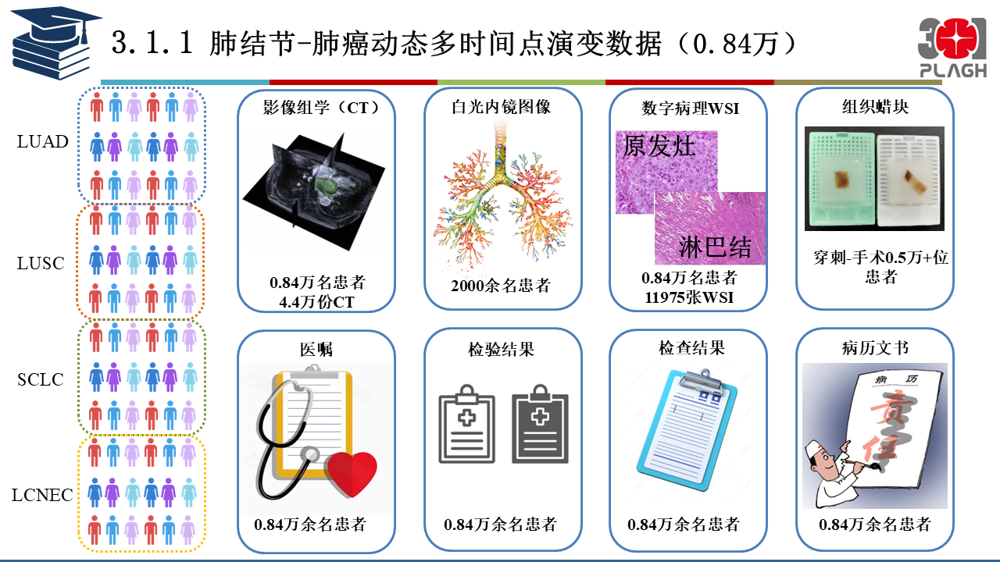 3.1.1 肺结节-肺癌动态多时间点演变数据（0.84万）
301
PLAGH
LUAD
LUSC
SCLC
LCNEC
影像组学（CT）
0.84万名患者
4.4万份CT
白光内镜图像
2000余名患者
数字病理WSI
原发灶
淋巴结
0.84万名患者
11975张WSI
组织蜡块
穿刺-手术0.5万+位
患者
医嘱
0.84万余名患者
检验结果
0.84万余名患者
检查结果
0.84万余名患者
病历文书
病 历
责任
0.84万余名患者